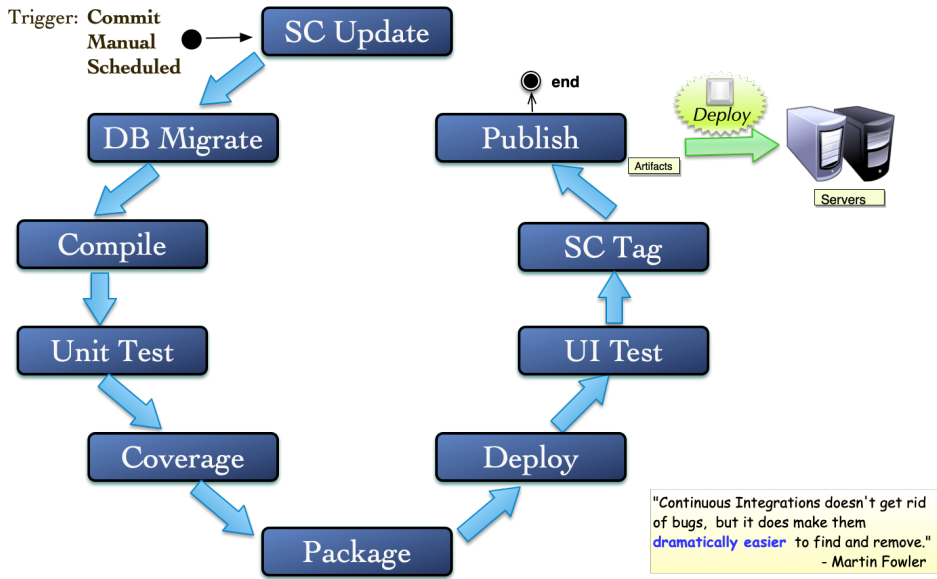 Trigger: Commit
Manual
Scheduled
SC Update
DB Migrate
Compile
Unit Test
Coverage
Package
Deploy
UI Test
SC Tag
Publish
Artifacts
end
Deploy
Servers
"Continuous Integrations doesn't get rid
of bugs, but it does make them
dramatically easier to find and remove."
- Martin Fowler